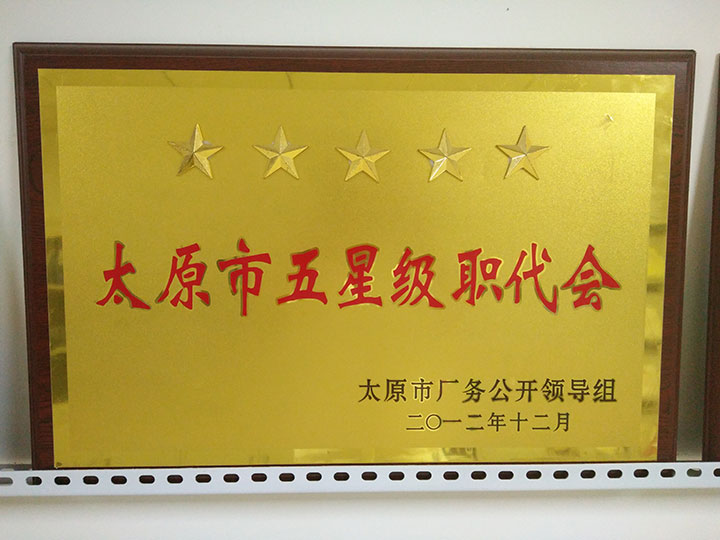 太原市五星级职代会
太原市厂务公开领导组
二〇一二年十二月